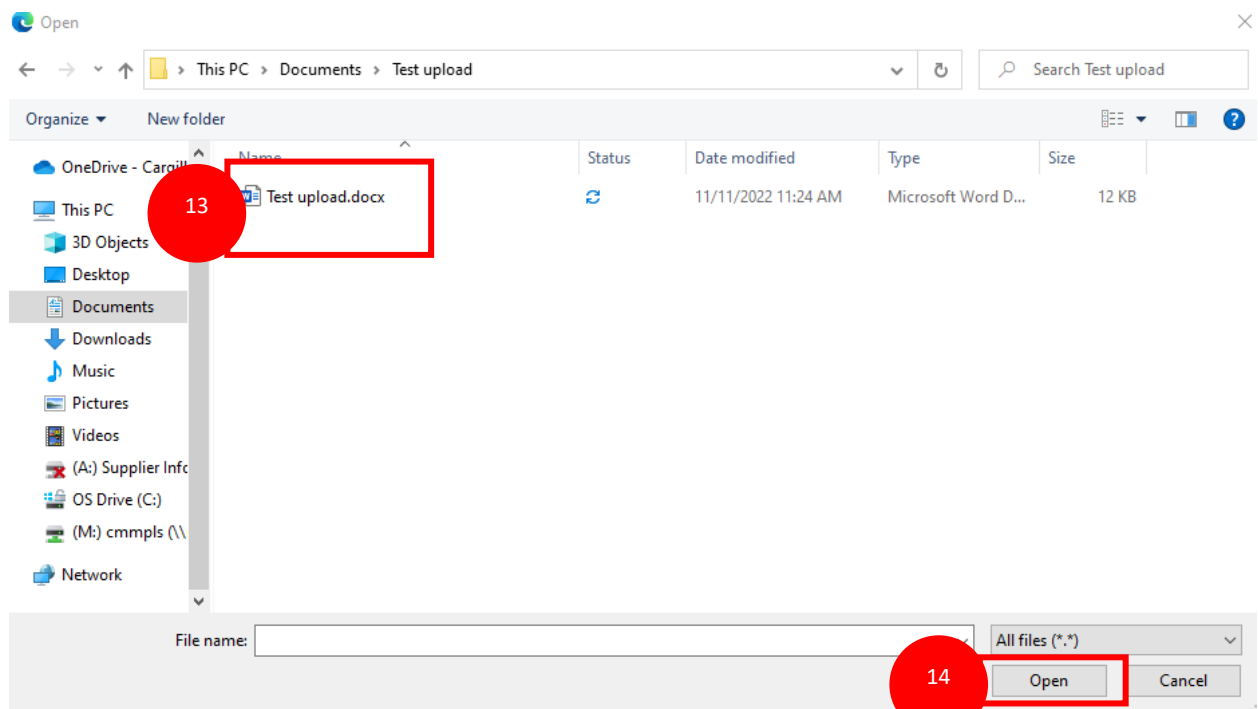 Open
This PC > Documents > Test upload
Search Test upload
Organize New folder
OneDrive - Cargill
Name Status Date modified Type Size
13
Test upload.docx 11/11/2022 11:24 AM Microsoft Word D... 12 KB
This PC
3D Objects
Desktop
Documents
Downloads
Music
Pictures
Videos
(A:) Supplier Info
OS Drive (C:)
(M:) cmmpls (\\
Network
File name: All files (*.*)
14
Open Cancel